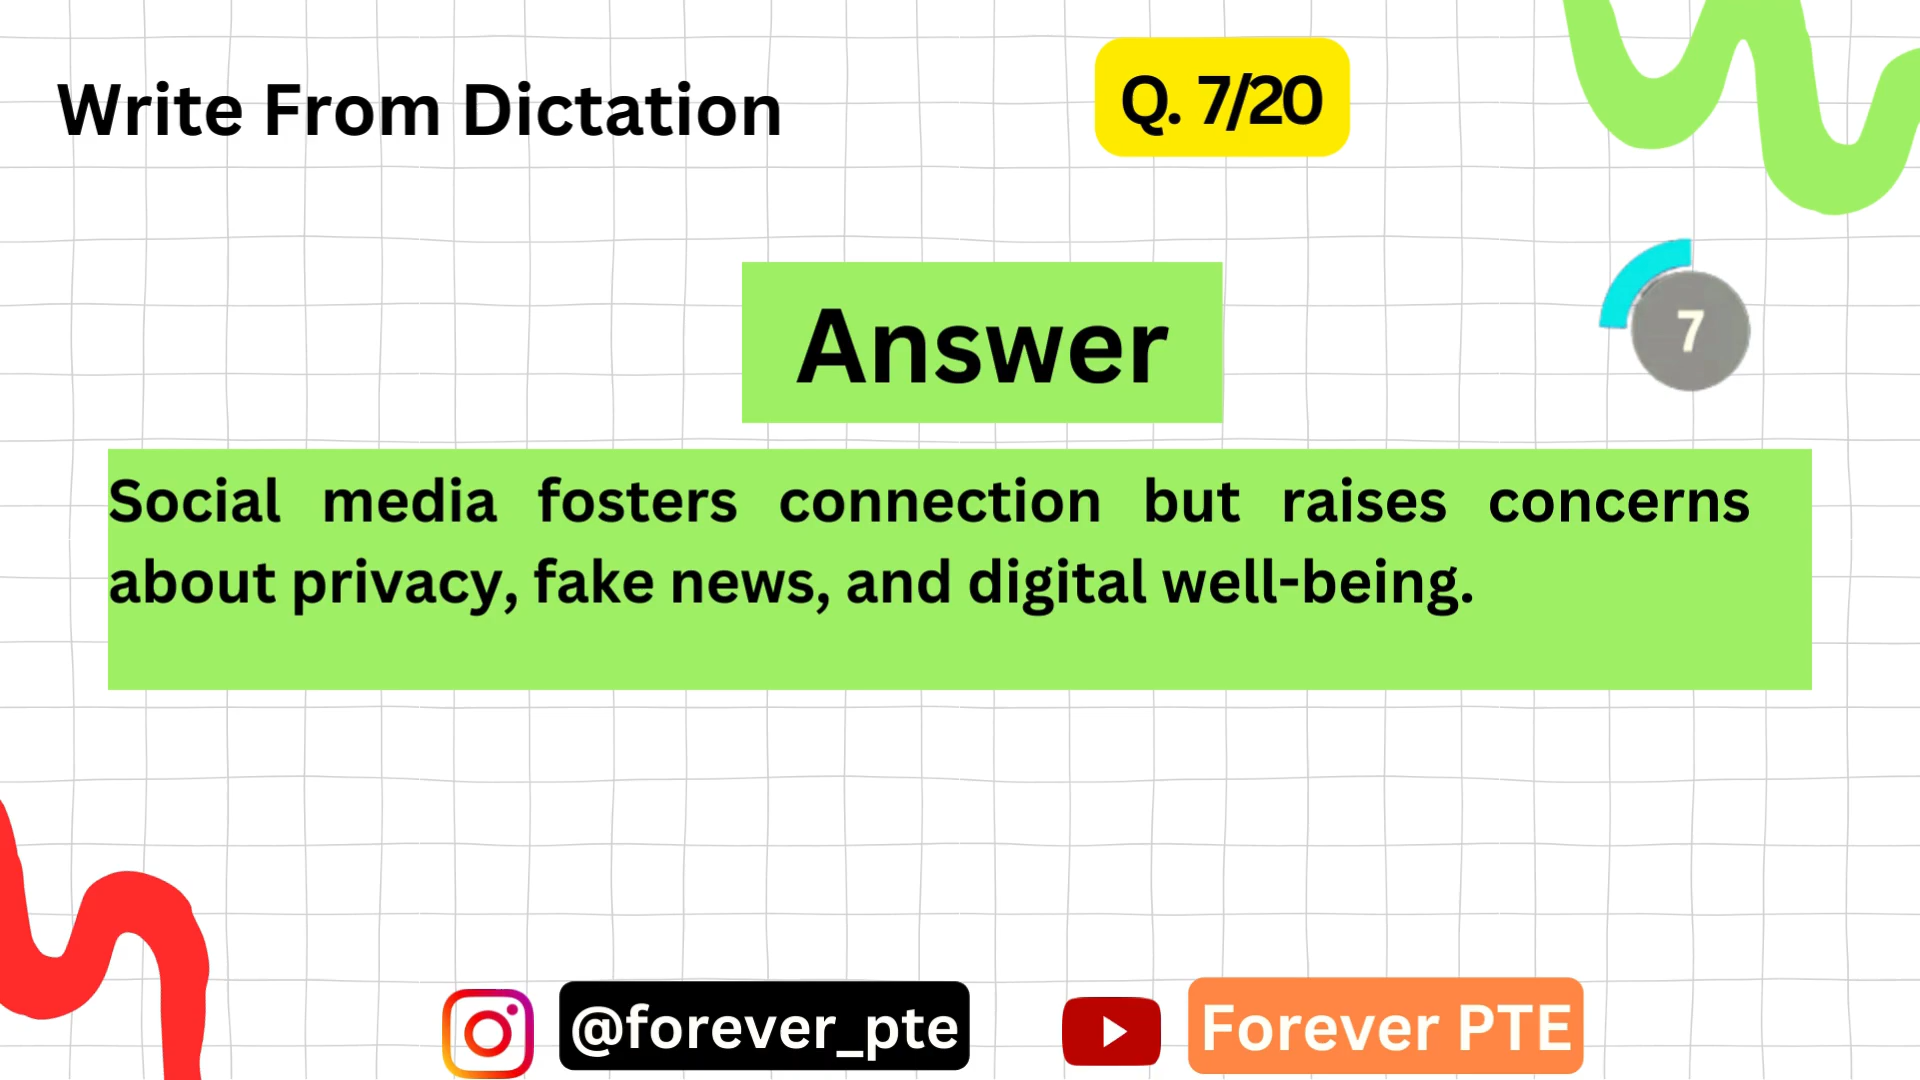 Write From Dictation
Q. 7/20
Answer
7
Social media fosters connection but raises concerns
about privacy, fake news, and digital well-being.
@forever_pte
Forever PTE